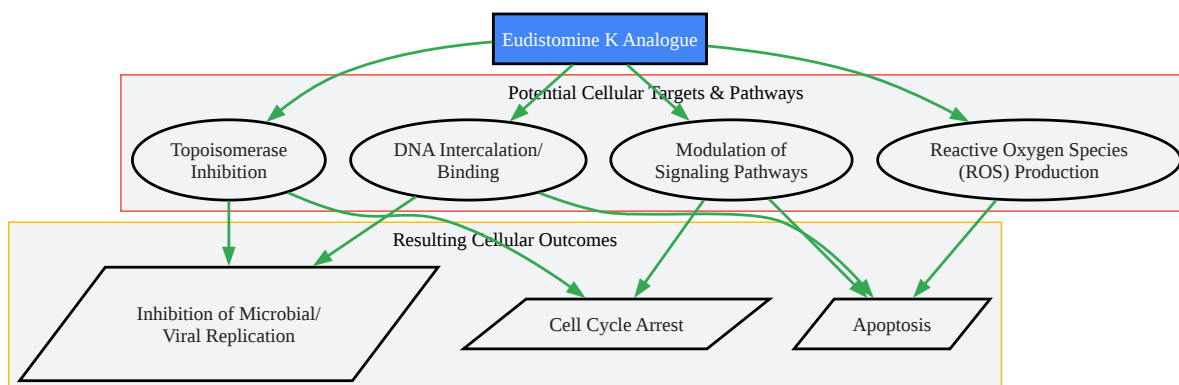 Eudistomine K Analogue
Potential Cellular Targets & Pathways
Topoisomerase
Inhibition
DNA Intercalation/
Binding
Modulation of
Signaling Pathways
Reactive Oxygen Species
(ROS) Production
Resulting Cellular Outcomes
Inhibition of Microbial/
Viral Replication
Cell Cycle Arrest
Apoptosis